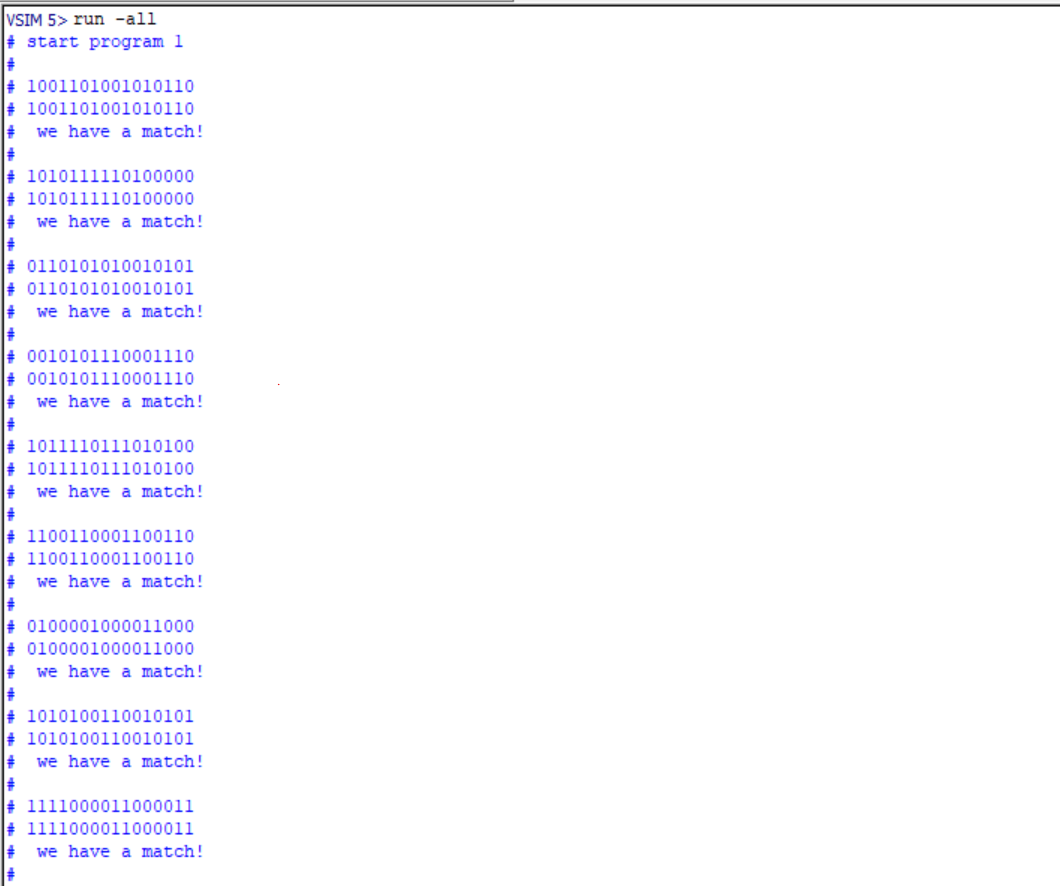 VSIM 5> run -all
# start program 1
#
# 1001101001010110
# 1001101001010110
#  we have a match!
#
# 1010111110100000
# 1010111110100000
#  we have a match!
#
# 0110101010010101
# 0110101010010101
#  we have a match!
#
# 0010101110001110
# 0010101110001110
#  we have a match!
#
# 1011110111010100
# 1011110111010100
#  we have a match!
#
# 1100110001100110
# 1100110001100110
#  we have a match!
#
# 0100001000011000
# 0100001000011000
#  we have a match!
#
# 1010100110010101
# 1010100110010101
#  we have a match!
#
# 1111000011000011
# 1111000011000011
#  we have a match!
#